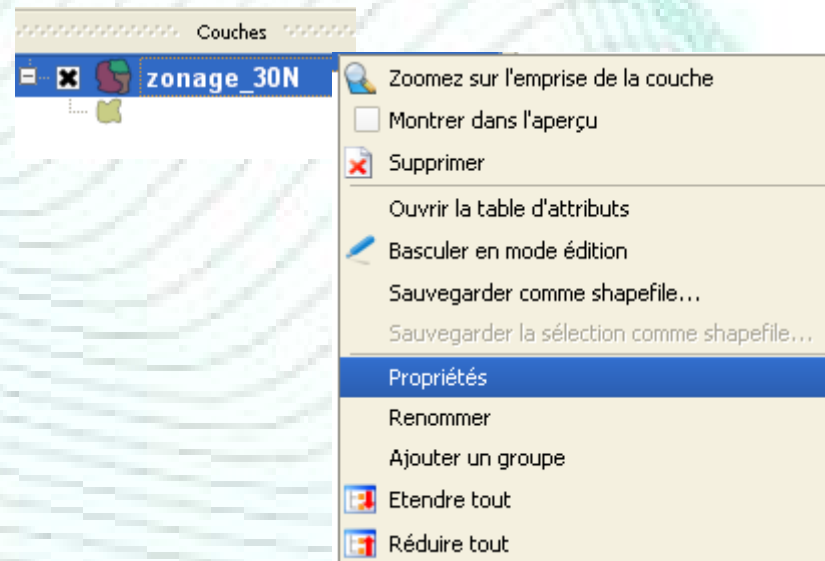 Couches
zonage_30N
Zoomez sur l'emprise de la couche
Montrer dans l'aperçu
Supprimer
Ouvrir la table d'attributs
Basculer en mode édition
Sauvegarder comme shapefile...
Sauvegarder la sélection comme shapefile...
Propriétés
Renommer
Ajouter un groupe
Etendre tout
Réduire tout